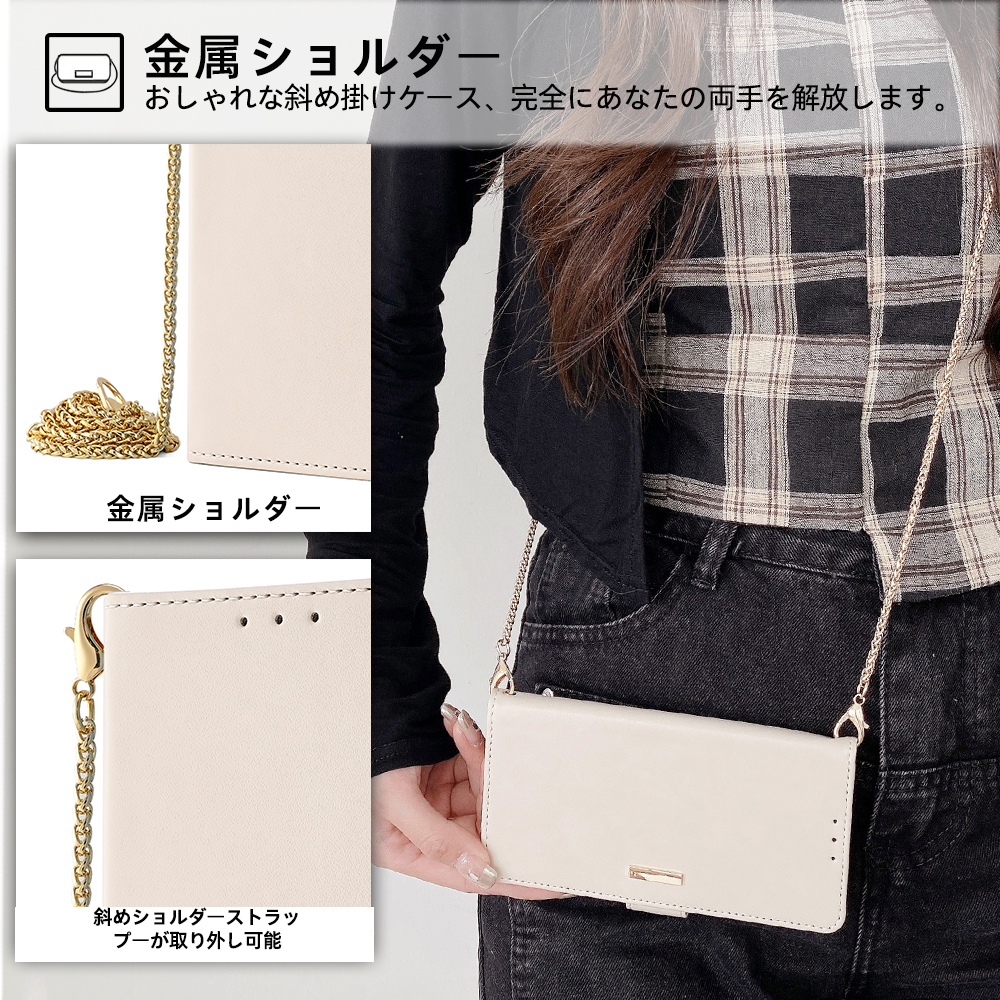 金属ショルダー
おしゃれな斜め掛けケース、完全にあなたの両手を解放します。
金属ショルダー
斜めショルダーストラッ
プーが取り外し可能